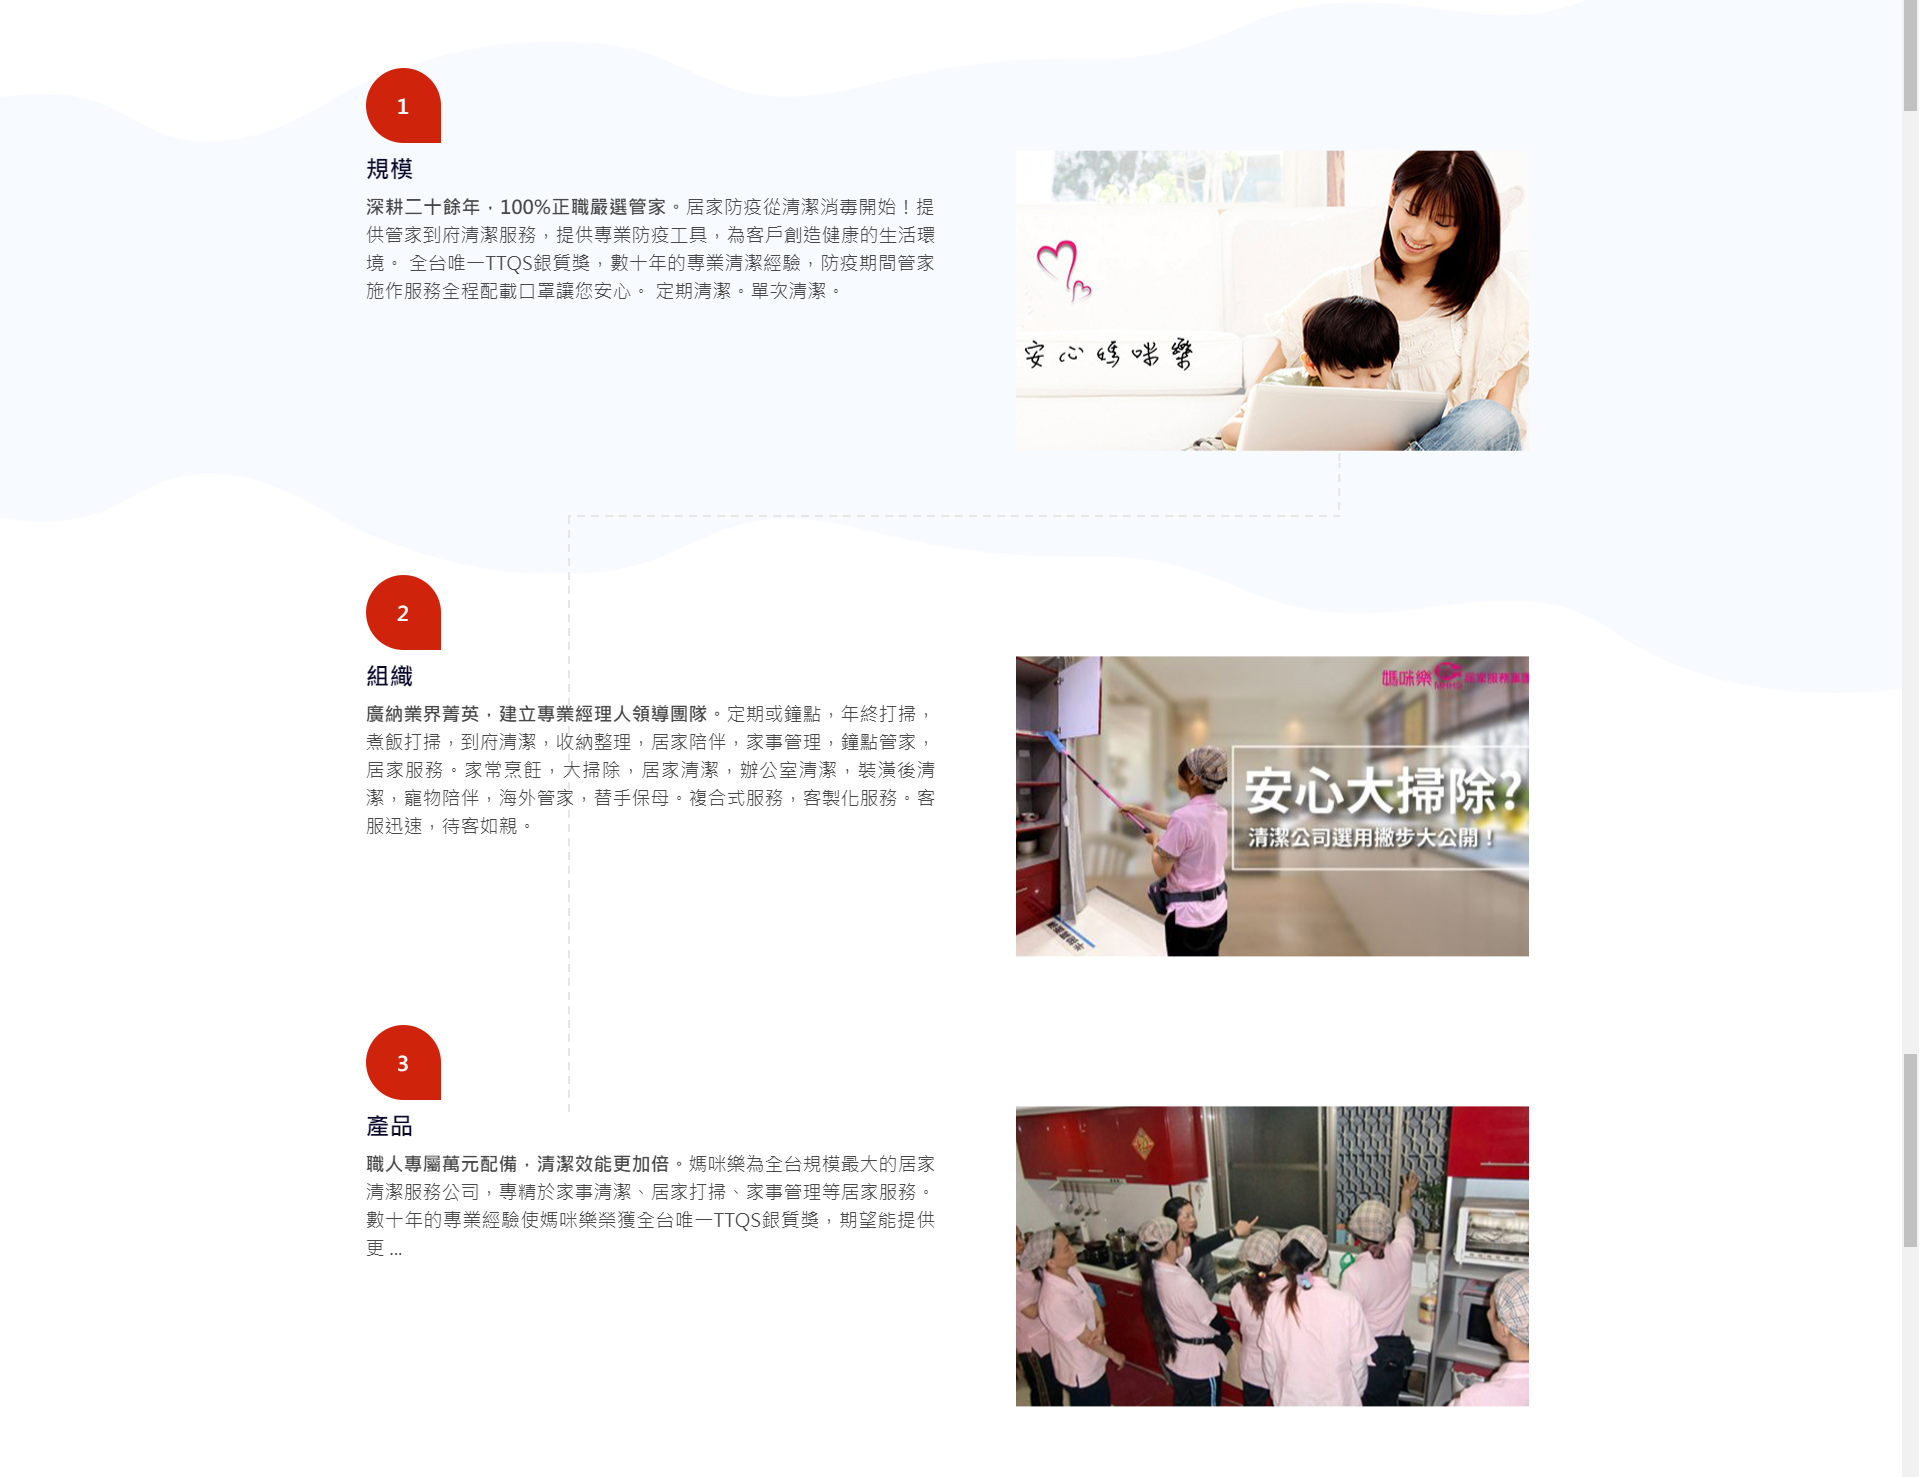 1
規模
深耕二十餘年，100%正職嚴選管家。居家防疫從清潔消毒開始！提
供管家到府清潔服務，提供專業防疫工具，為客戶創造健康的生活環
境。 全台唯一TTQS銀質獎，數十年的專業清潔經驗，防疫期間管家
施作服務全程配載口罩讓您安心。 定期清潔。單次清潔。
安心媽咪樂
2
組織
廣納業界菁英，建立專業經理人領導團隊。定期或鐘點，年終打掃，
煮飯打掃，到府清潔，收納整理，居家陪伴，家事管理，鐘點管家，
居家服務。家常烹飪，大掃除，居家清潔，辦公室清潔，裝潢後清
潔，寵物陪伴，海外管家，替手保母。複合式服務，客製化服務。客
服迅速，待客如親。
媽咪樂 居家服務集團
安心大掃除?
清潔公司選用撇步大公開！
3
產品
職人專屬萬元配備，清潔效能更加倍。媽咪樂為全台規模最大的居家
清潔服務公司，專精於家事清潔、居家打掃、家事管理等居家服務。
數十年的專業經驗使媽咪樂榮獲全台唯一TTQS銀質獎，期望能提供
更 ...